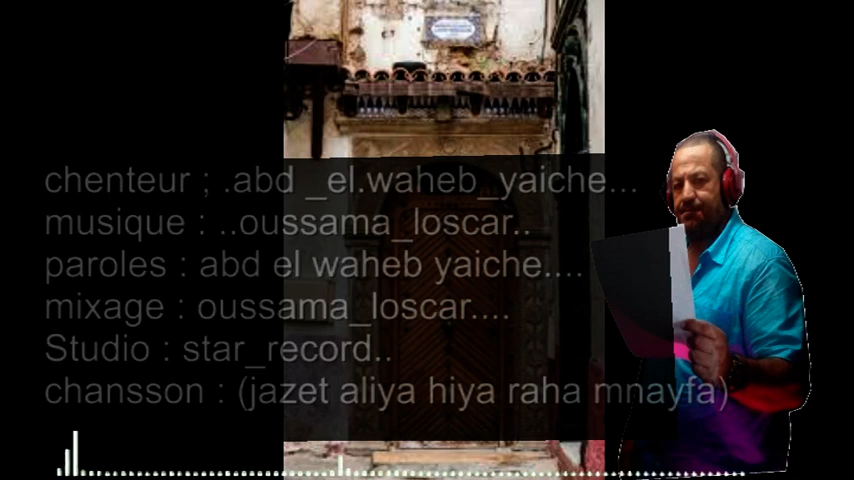 chenteur ; .abd _el.waheb_yaiche...
musique : ..oussama_loscar..
paroles : abd el waheb yaiche....
mixage : oussama_loscar....
Studio : star_record..
chansson : (jazet aliya hiya raha mnayfa)